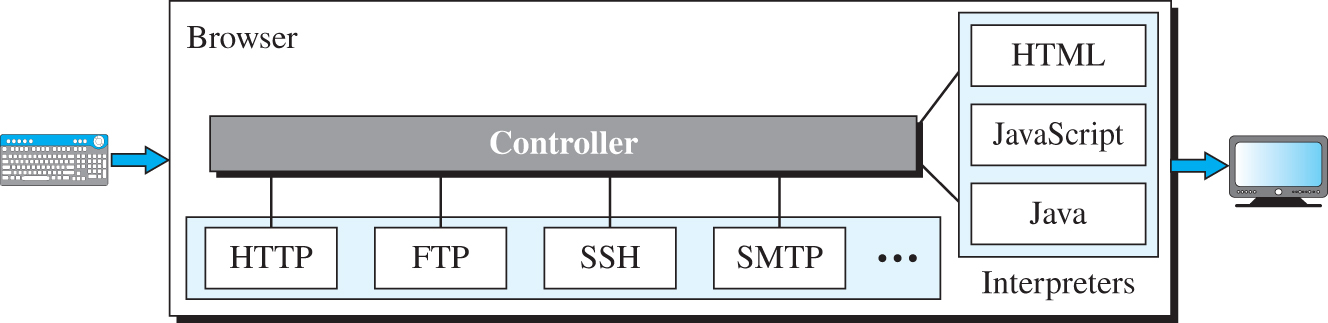 Browser
HTML
Controller
JavaScript
Java
HTTP
FTP
SSH
SMTP
•••
Interpreters